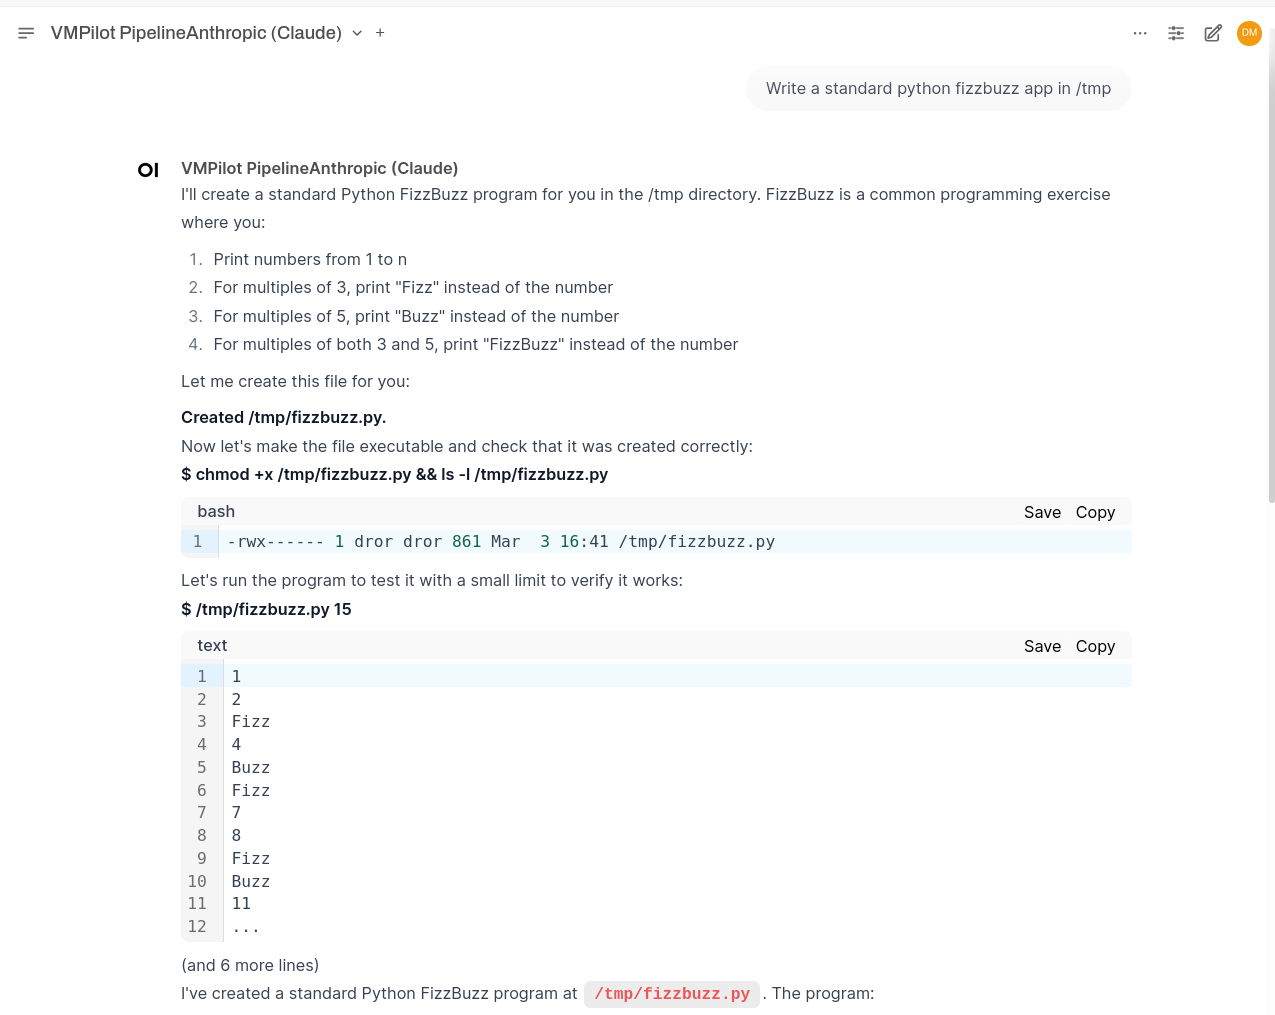 VMPilot PipelineAnthropic (Claude)
DM
Write a standard python fizzbuzz app in /tmp
OI
VMPilot PipelineAnthropic (Claude)
I'll create a standard Python FizzBuzz program for you in the /tmp directory. FizzBuzz is a common programming exercise
where you:
1. Print numbers from 1 to n
2. For multiples of 3, print "Fizz" instead of the number
3. For multiples of 5, print "Buzz" instead of the number
4. For multiples of both 3 and 5, print "FizzBuzz" instead of the number
Let me create this file for you:
Created /tmp/fizzbuzz.py.
Now let's make the file executable and check that it was created correctly:
$ chmod +x /tmp/fizzbuzz.py && ls -l /tmp/fizzbuzz.py
bash Save Copy
1 -rwx------ 1 dror dror 861 Mar  3 16:41 /tmp/fizzbuzz.py
Let's run the program to test it with a small limit to verify it works:
$ /tmp/fizzbuzz.py 15
text Save Copy
1 1
2 2
3 Fizz
4 4
5 Buzz
6 Fizz
7 7
8 8
9 Fizz
10 Buzz
11 11
12 ...
(and 6 more lines)
I've created a standard Python FizzBuzz program at /tmp/fizzbuzz.py . The program: